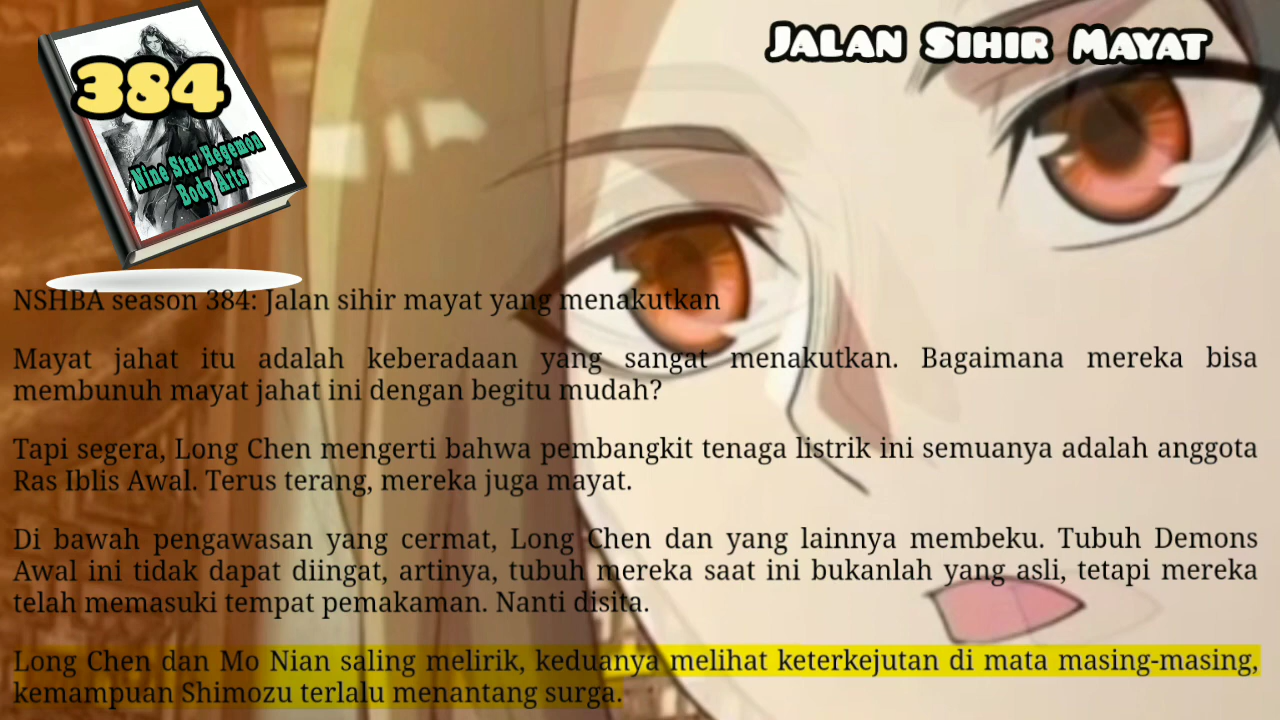 JALAN SIHIR MAYAT
384
Nine Star Hegemon
Body Arts
NSHBA season 384: Jalan sihir mayat yang menakutkan
Mayat jahat itu adalah keberadaan yang sangat menakutkan. Bagaimana mereka bisa
membunuh mayat jahat ini dengan begitu mudah?
Tapi segera, Long Chen mengerti bahwa pembangkit tenaga listrik ini semuanya adalah anggota
Ras Iblis Awal. Terus terang, mereka juga mayat.
Di bawah pengawasan yang cermat, Long Chen dan yang lainnya membeku. Tubuh Demons
Awal ini tidak dapat diingat, artinya, tubuh mereka saat ini bukanlah yang asli, tetapi mereka
telah memasuki tempat pemakaman. Nanti disita.
Long Chen dan Mo Nian saling melirik, keduanya melihat keterkejutan di mata masing-masing,
kemampuan Shimozu terlalu menantang surga.